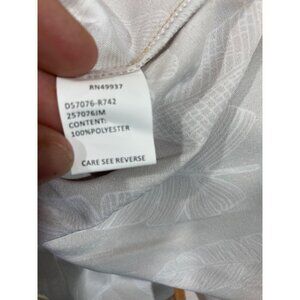 RN49937
D57076-R742
257076JM
CONTENT:
100%POLYESTER
CARE SEE REVERSE